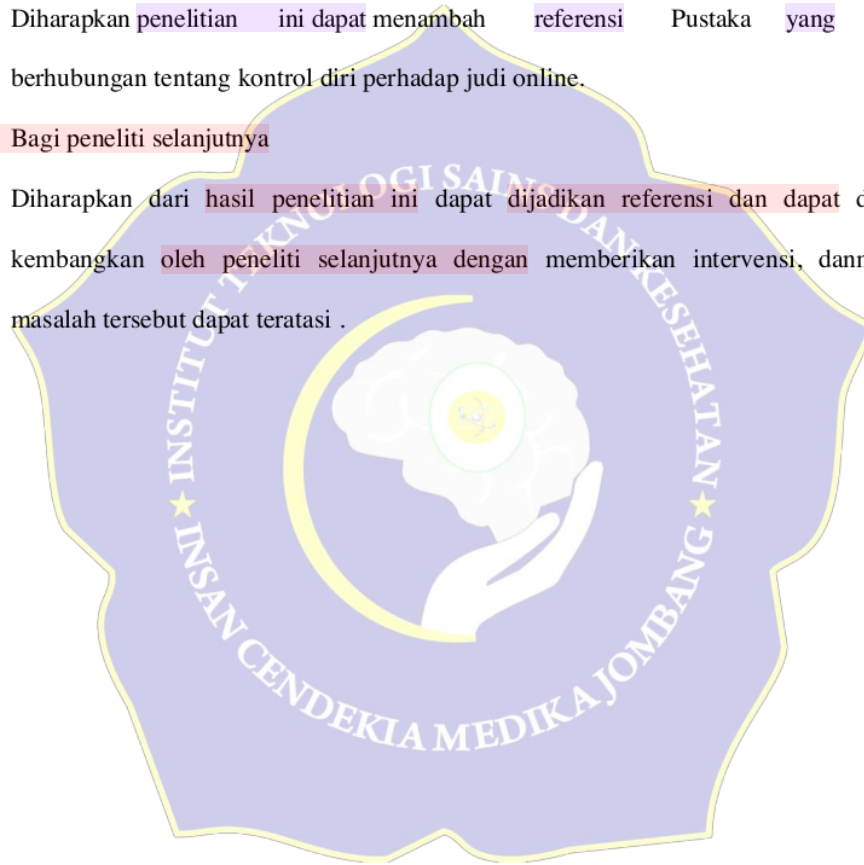 Diharapkan penelitian ini dapat menambah referensi Pustaka yang
berhubungan tentang kontrol diri perhadap judi online.
Bagi peneliti selanjutnya
Diharapkan dari hasil penelitian ini dapat dijadikan referensi dan dapat d
kembangkan oleh peneliti selanjutnya dengan memberikan intervensi, dann
masalah tersebut dapat teratasi .
INSTITUT TEKNOLOGI SAINS DAN KESEHATAN
★ INSAN CENDEKIA MEDIKA JOMBANG ★